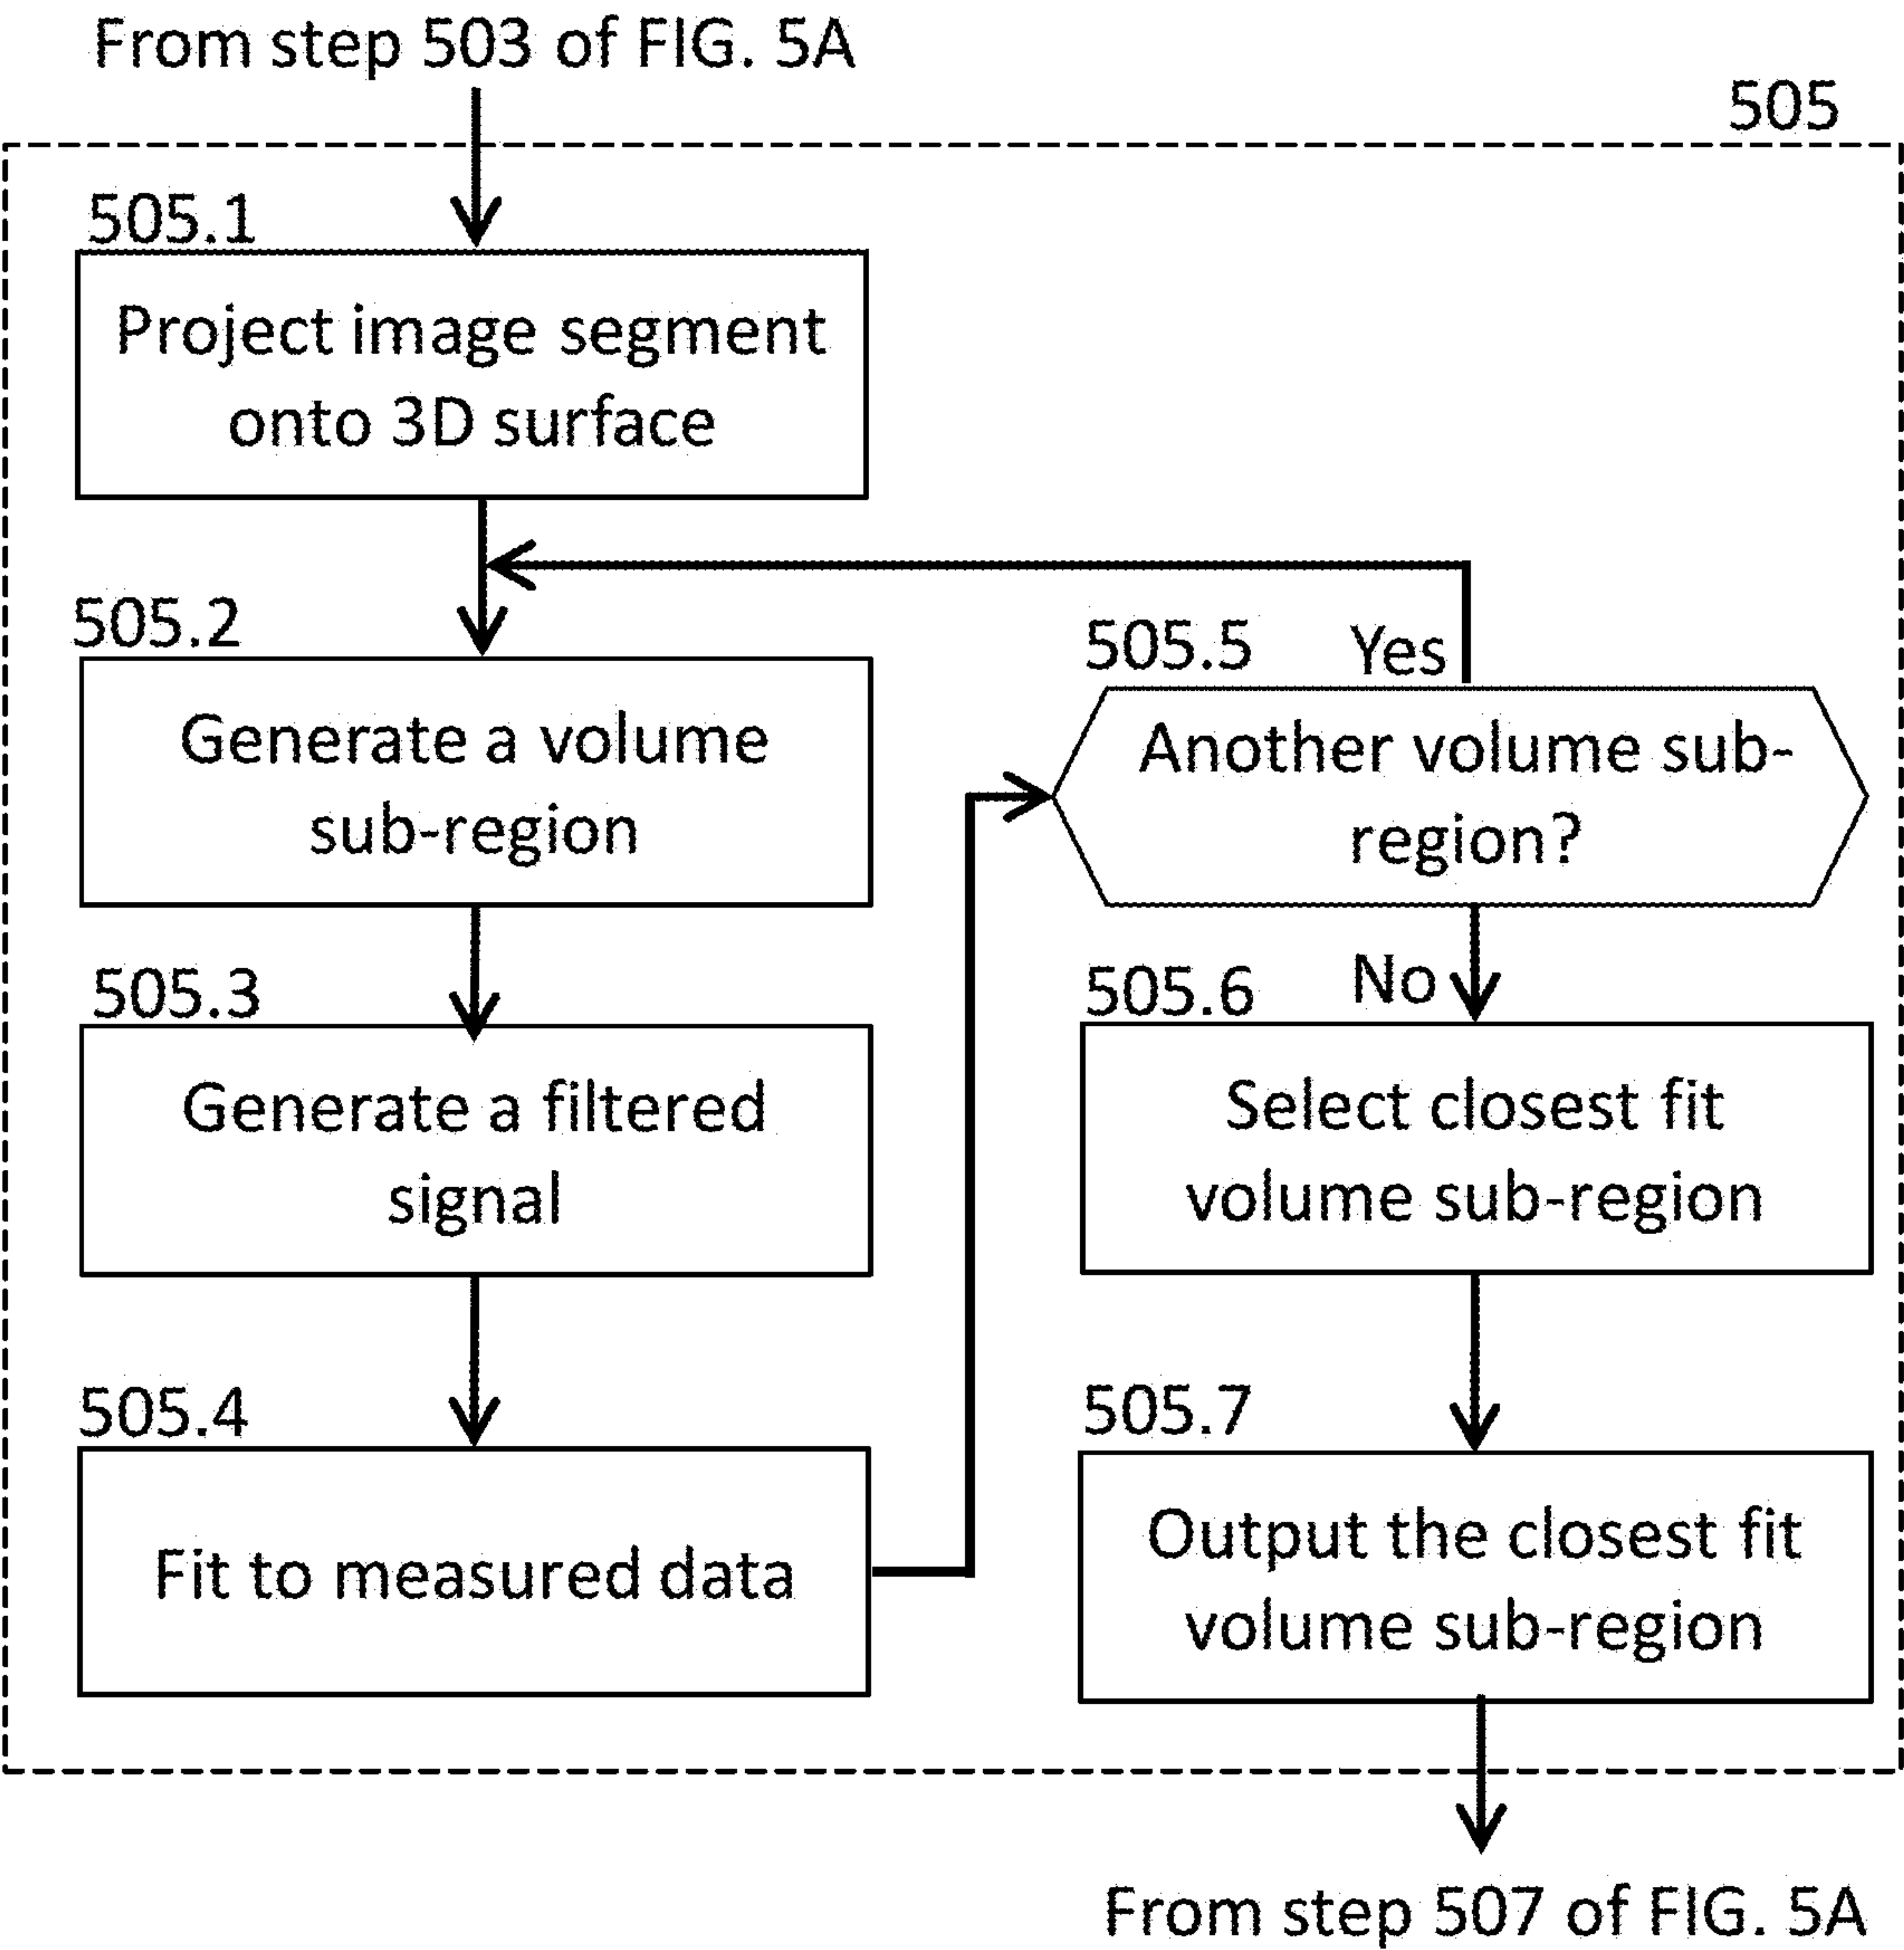 From step 503 of FIG. 5A
505
505.1
Project image segment
onto 3D surface
505.2
Generate a volume
sub-region
505.3
Generate a filtered
signal
505.4
Fit to measured data
505.5
Yes
Another volume sub-
region?
No
505.6
Select closest fit
volume sub-region
505.7
Output the closest fit
volume sub-region
From step 507 of FIG. 5A